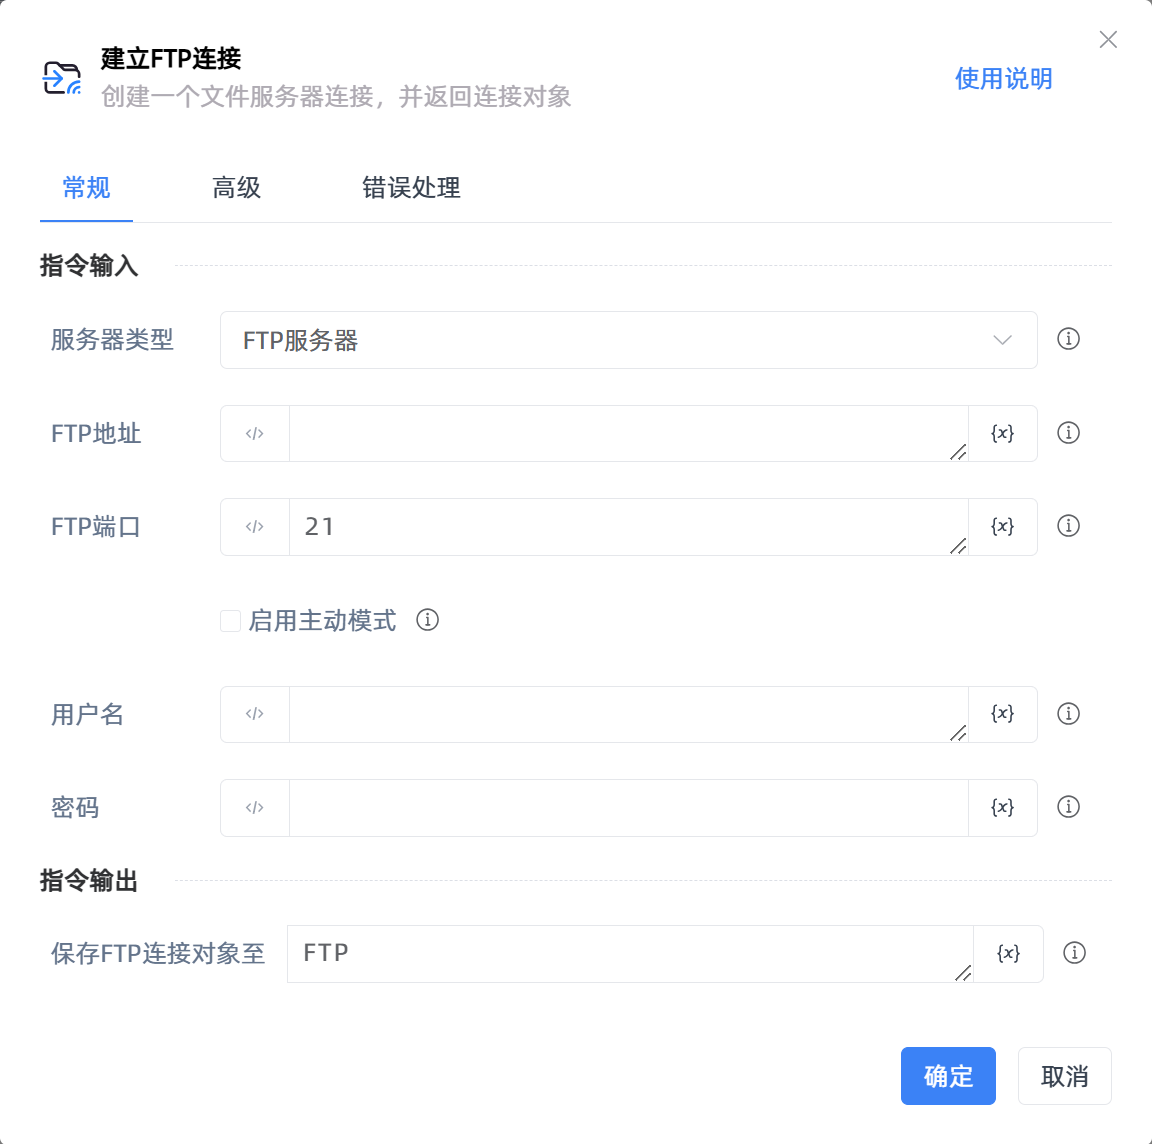 建立FTP连接
创建一个文件服务器连接，并返回连接对象
使用说明
常规 高级 错误处理
指令输入
服务器类型 FTP服务器
FTP地址 </> {x}
FTP端口 </> 21 {x}
启用主动模式
用户名 </> {x}
密码 </> {x}
指令输出
保存FTP连接对象至 FTP {x}
确定 取消